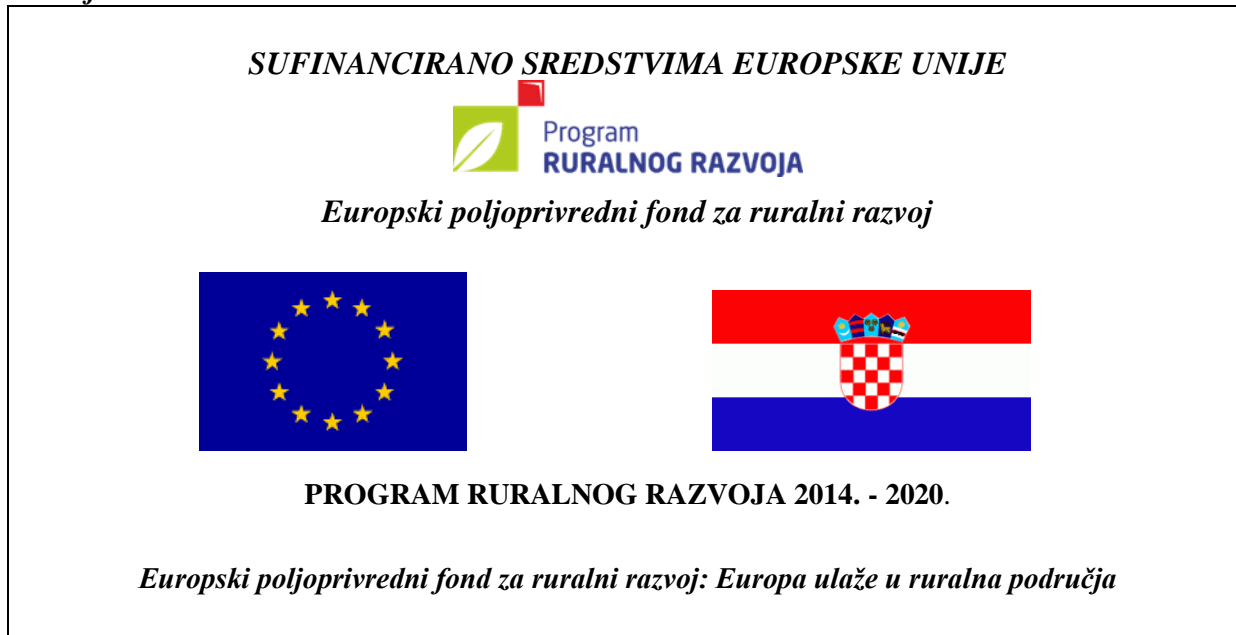 SUFINANCIRANO SREDSTVIMA EUROPSKE UNIJE
Program
RURALNOG RAZVOJA
Europski poljoprivredni fond za ruralni razvoj
PROGRAM RURALNOG RAZVOJA 2014. - 2020.
Europski poljoprivredni fond za ruralni razvoj: Europa ulaže u ruralna područja